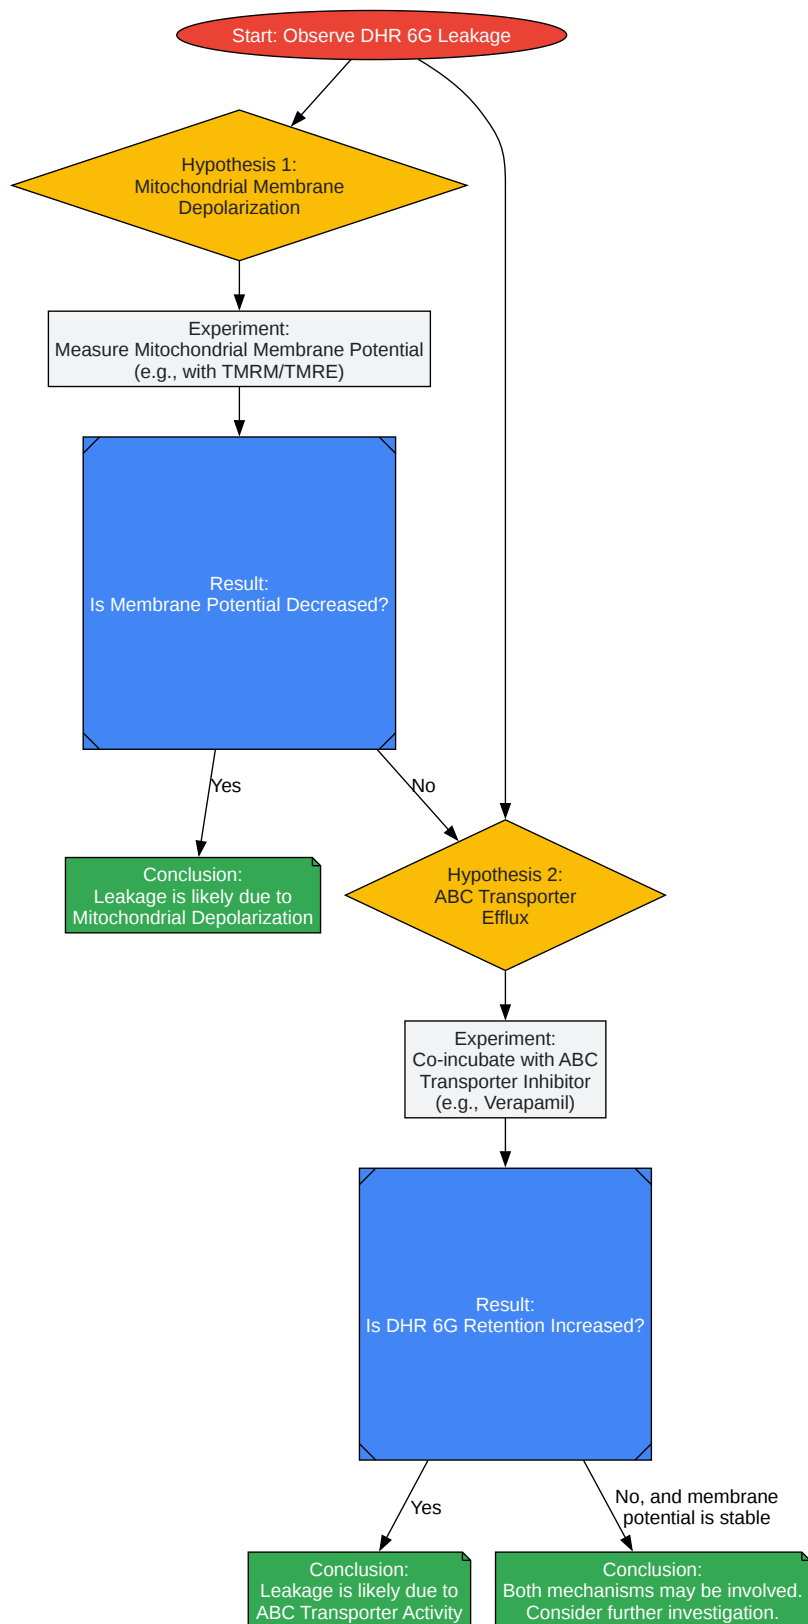 Start: Observe DHR 6G Leakage
Hypothesis 1:
Mitochondrial Membrane
Depolarization
Experiment:
Measure Mitochondrial Membrane Potential
(e.g., with TMRM/TMRE)
Result:
Is Membrane Potential Decreased?
Yes
No
Conclusion:
Leakage is likely due to
Mitochondrial Depolarization
Hypothesis 2:
ABC Transporter
Efflux
Experiment:
Co-incubate with ABC
Transporter Inhibitor
(e.g., Verapamil)
Result:
Is DHR 6G Retention Increased?
Yes
No, and membrane
potential is stable
Conclusion:
Leakage is likely due to
ABC Transporter Activity
Conclusion:
Both mechanisms may be involved.
Consider further investigation.